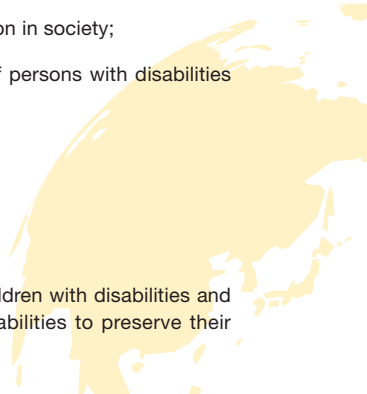 on in society;
persons with disabilities
ldren with disabilities and
abilities to preserve their